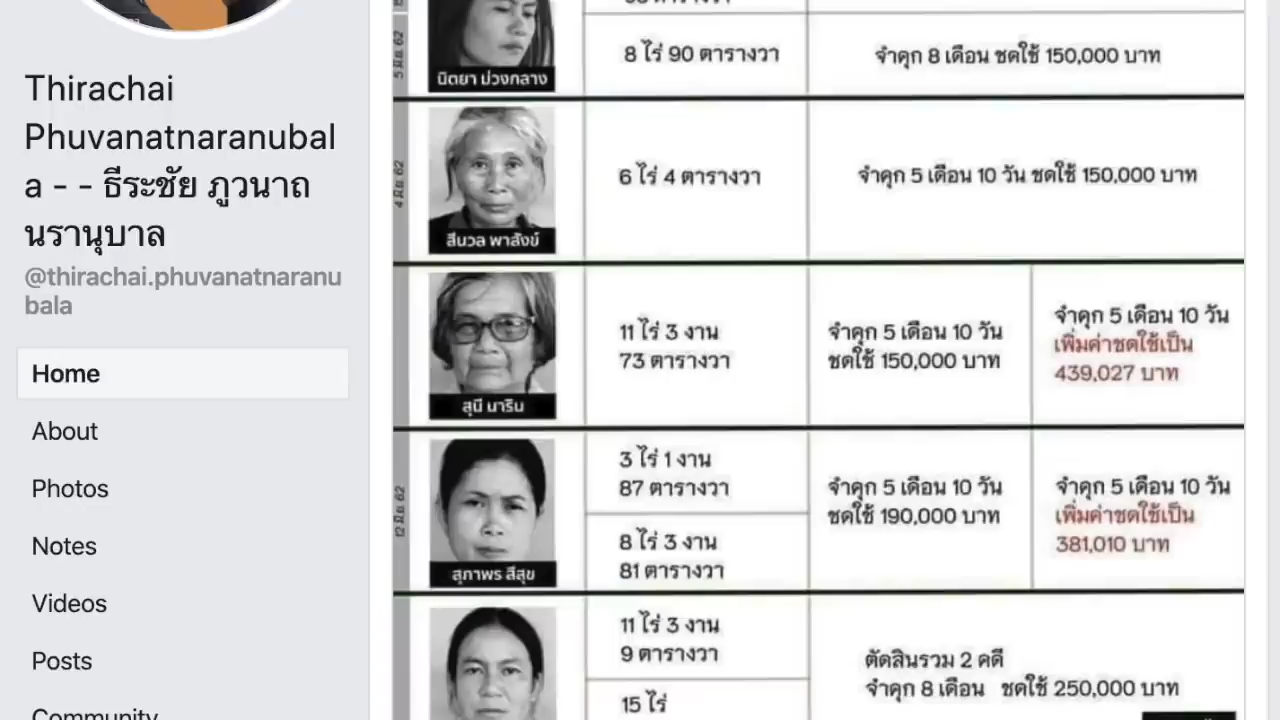 Thirachai
Phuvanatnaranubal
a - - ธีระชัย ภูวนาถ
นรานุบาล
@thirachai.phuvanatnaranu
bala
Home
About
Photos
Notes
Videos
Posts
Community
5 มิย 62
นิตยา ม่วงกลาง
8 ไร่ 90 ตารางวา
จำคุก 8 เดือน ชดใช้ 150,000 บาท
4 มิย 62
สีนวล พาสังข์
6 ไร่ 4 ตารางวา
จำคุก 5 เดือน 10 วัน ชดใช้ 150,000 บาท
สุนี นาริน
11 ไร่ 3 งาน
73 ตารางวา
จำคุก 5 เดือน 10 วัน
ชดใช้ 150,000 บาท
จำคุก 5 เดือน 10 วัน
เพิ่มค่าชดใช้เป็น
439,027 บาท
12 มิย 62
สุภาพร สีสุข
3 ไร่ 1 งาน
87 ตารางวา
8 ไร่ 3 งาน
81 ตารางวา
จำคุก 5 เดือน 10 วัน
ชดใช้ 190,000 บาท
จำคุก 5 เดือน 10 วัน
เพิ่มค่าชดใช้เป็น
381,010 บาท
11 ไร่ 3 งาน
9 ตารางวา
15 ไร่
ตัดสินรวม 2 คดี
จำคุก 8 เดือน ชดใช้ 250,000 บาท